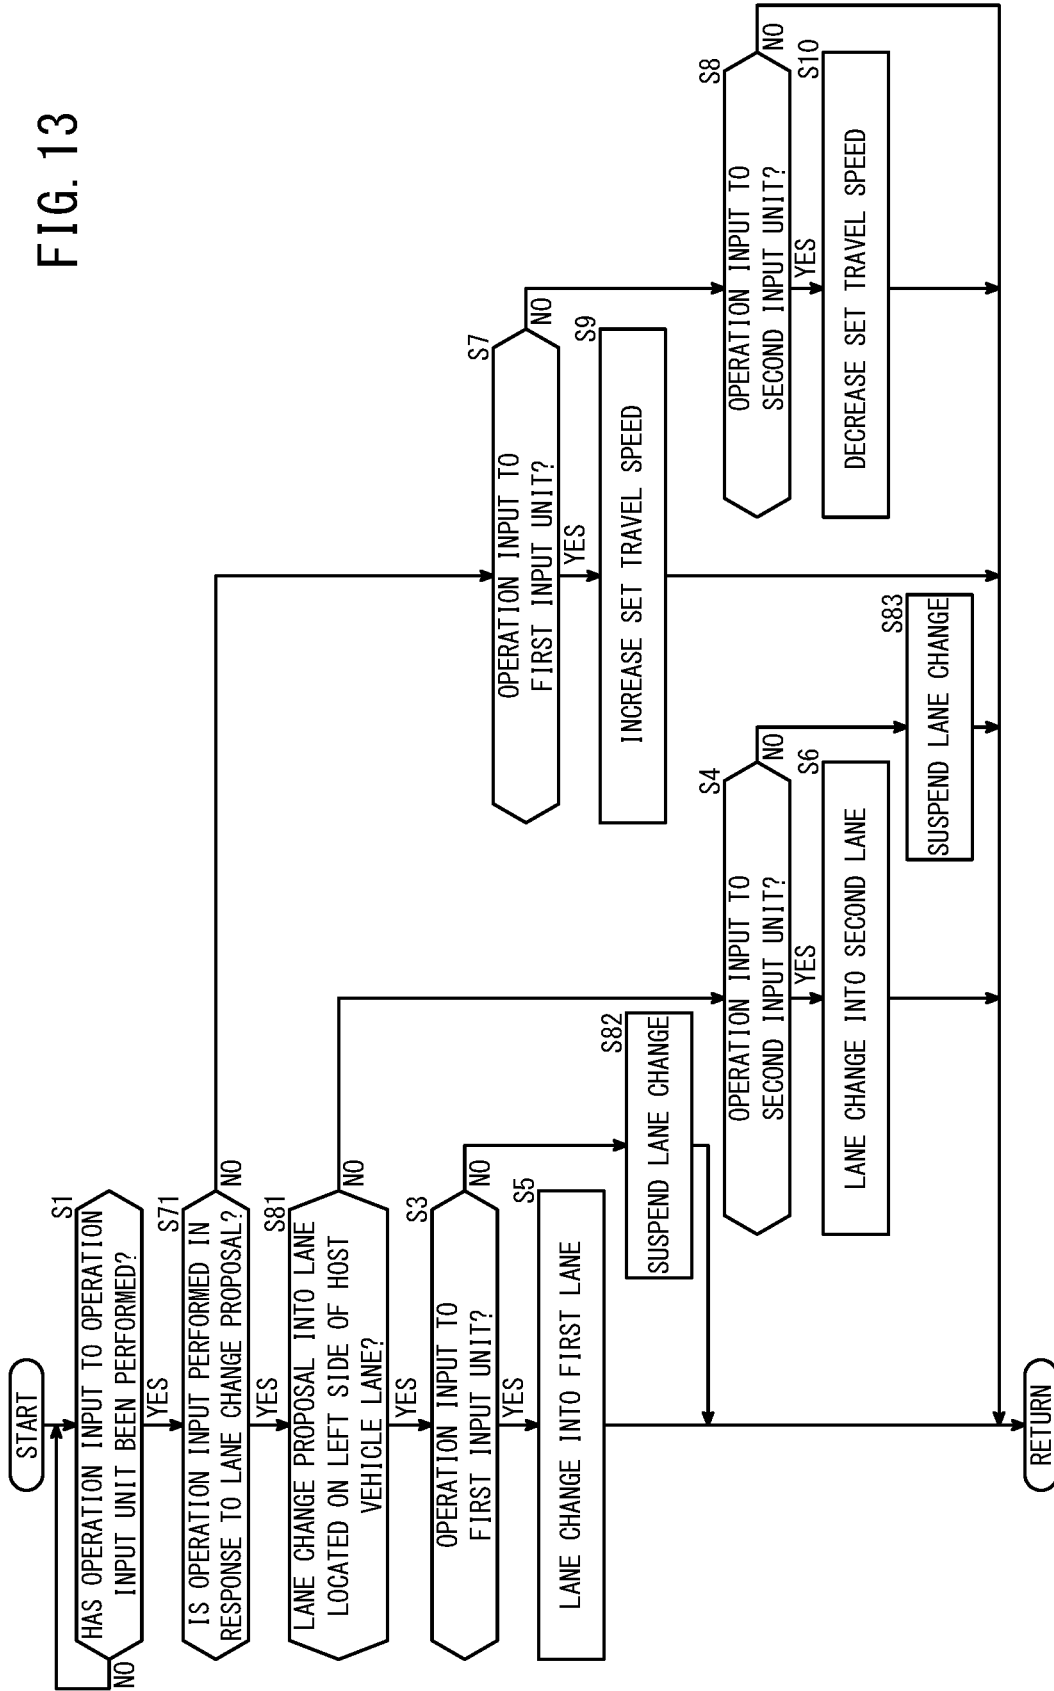 FIG. 13
START
S1
HAS OPERATION INPUT TO OPERATION
INPUT UNIT BEEN PERFORMED?
NO
YES
S71
IS OPERATION INPUT PERFORMED IN
RESPONSE TO LANE CHANGE PROPOSAL?
NO
YES
S81
LANE CHANGE PROPOSAL INTO LANE
LOCATED ON LEFT SIDE OF HOST
VEHICLE LANE?
NO
YES
S3
OPERATION INPUT TO
FIRST INPUT UNIT?
NO
YES
S5
LANE CHANGE INTO FIRST LANE
S82
SUSPEND LANE CHANGE
S4
OPERATION INPUT TO
SECOND INPUT UNIT?
NO
YES
S6
LANE CHANGE INTO SECOND LANE
S83
SUSPEND LANE CHANGE
S7
OPERATION INPUT TO
FIRST INPUT UNIT?
NO
YES
S9
INCREASE SET TRAVEL SPEED
S8
OPERATION INPUT TO
SECOND INPUT UNIT?
NO
YES
S10
DECREASE SET TRAVEL SPEED
RETURN